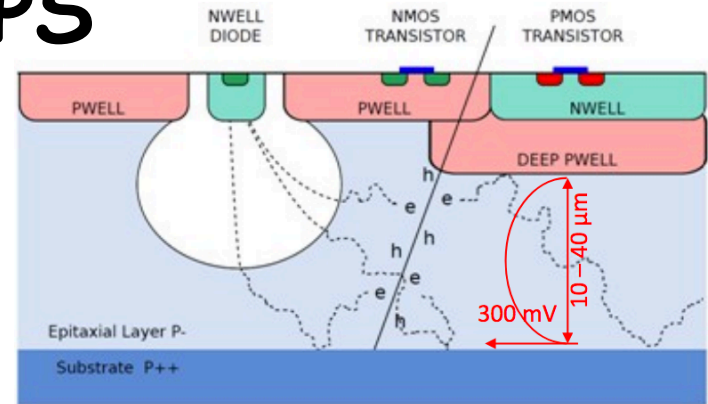 PS
NWELL
DIODE
NMOS
TRANSISTOR
PMOS
TRANSISTOR
PWELL
PWELL
NWELL
DEEP PWELL
h
e
e
h
h
e
e
h
10 – 40 μm
300 mV
Epitaxial Layer P-
Substrate P++